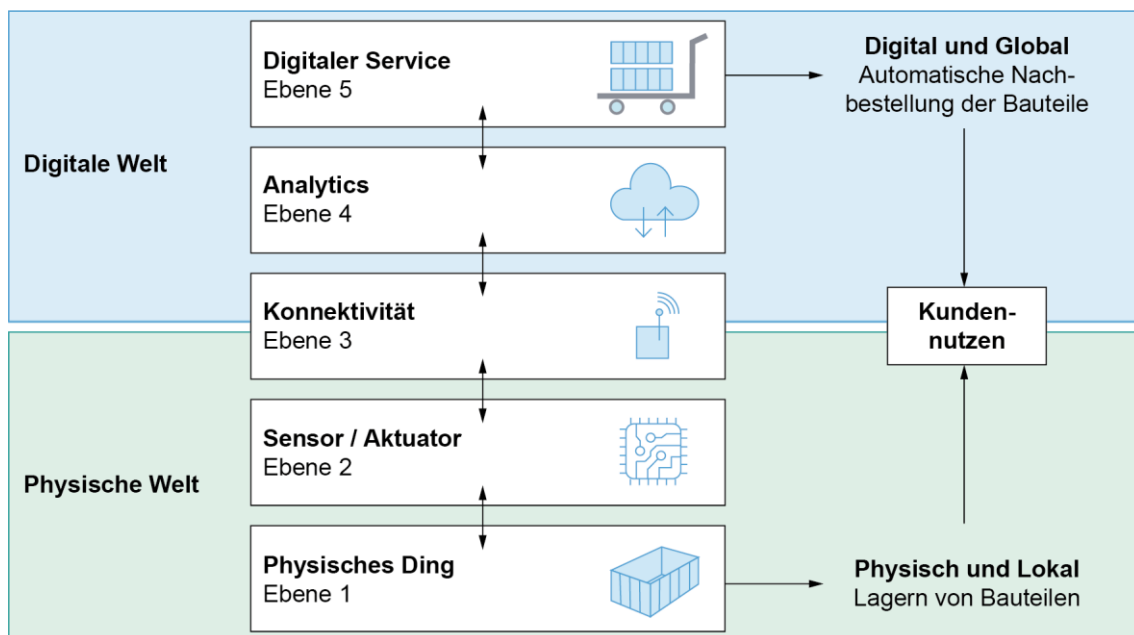 Digitale Welt
Digitaler Service
Ebene 5
Digital und Global
Automatische Nach-
bestellung der Bauteile
Analytics
Ebene 4
Konnektivität
Ebene 3
Kunden-
nutzen
Physische Welt
Sensor / Aktuator
Ebene 2
Physisches Ding
Ebene 1
Physisch und Lokal
Lagern von Bauteilen